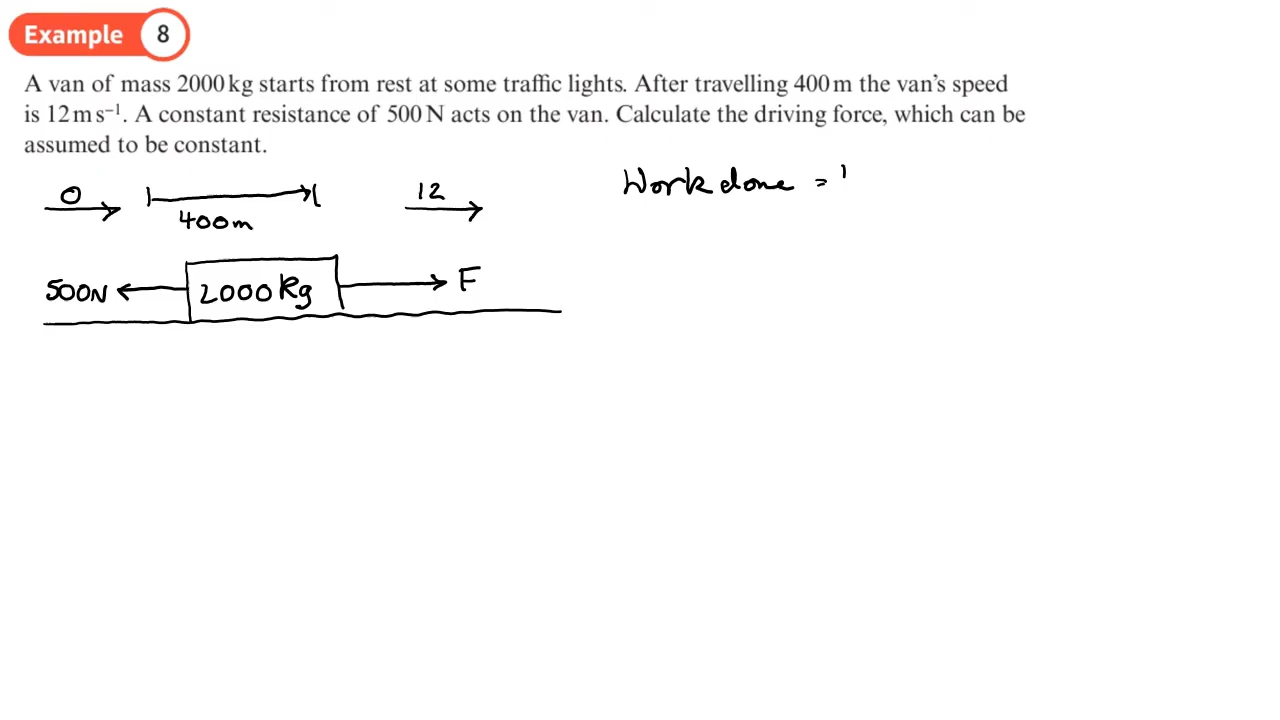 Example 8
A van of mass 2000 kg starts from rest at some traffic lights. After travelling 400 m the van's speed
is 12 m s⁻¹. A constant resistance of 500 N acts on the van. Calculate the driving force, which can be
assumed to be constant.
0 400m 12
Work done =
500N 2000 kg F